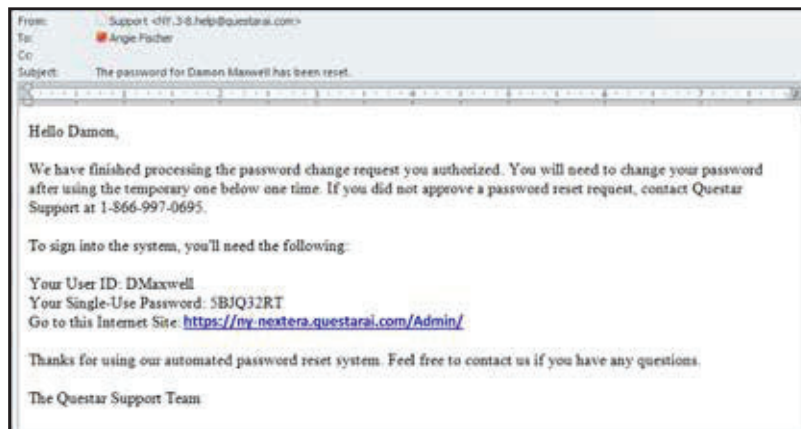 From: Support <NY.3-8.help@questarai.com>
To: Angie Fischer
Cc
Subject: The password for Damon Maxwell has been reset.
Hello Damon,
We have finished processing the password change request you authorized. You will need to change your password
after using the temporary one below one time. If you did not approve a password reset request, contact Questar
Support at 1-866-997-0695.
To sign into the system, you'll need the following:
Your User ID: DMaxwell
Your Single-Use Password: 5BJQ32RT
Go to this Internet Site: https://ny-nextera.questarai.com/Admin/
Thanks for using our automated password reset system. Feel free to contact us if you have any questions.
The Questar Support Team